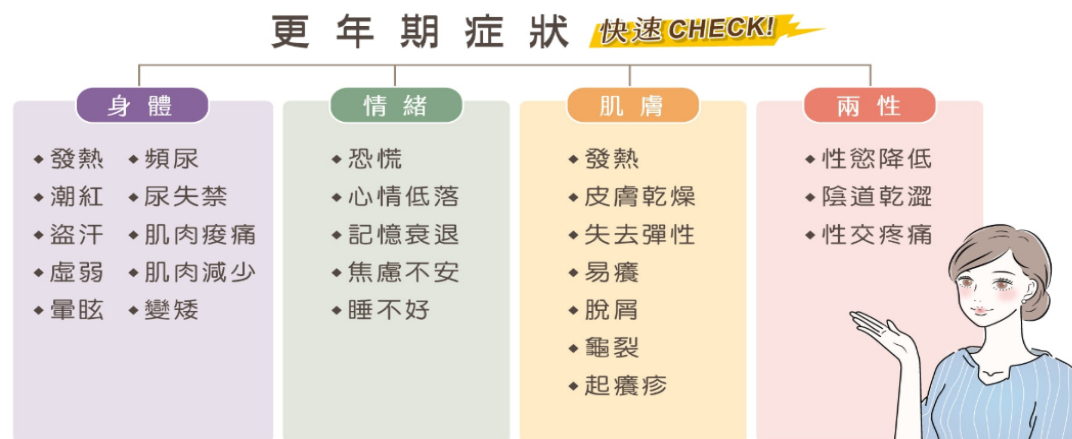 更年期症狀 快速CHECK!
身體
◆發熱 ◆頻尿
◆潮紅 ◆尿失禁
◆盜汗 ◆肌肉痠痛
◆虛弱 ◆肌肉減少
◆暈眩 ◆變矮
情緒
◆恐慌
◆心情低落
◆記憶衰退
◆焦慮不安
◆睡不好
肌膚
◆發熱
◆皮膚乾燥
◆失去彈性
◆易癢
◆脫屑
◆龜裂
◆起癢疹
兩性
◆性慾降低
◆陰道乾澀
◆性交疼痛